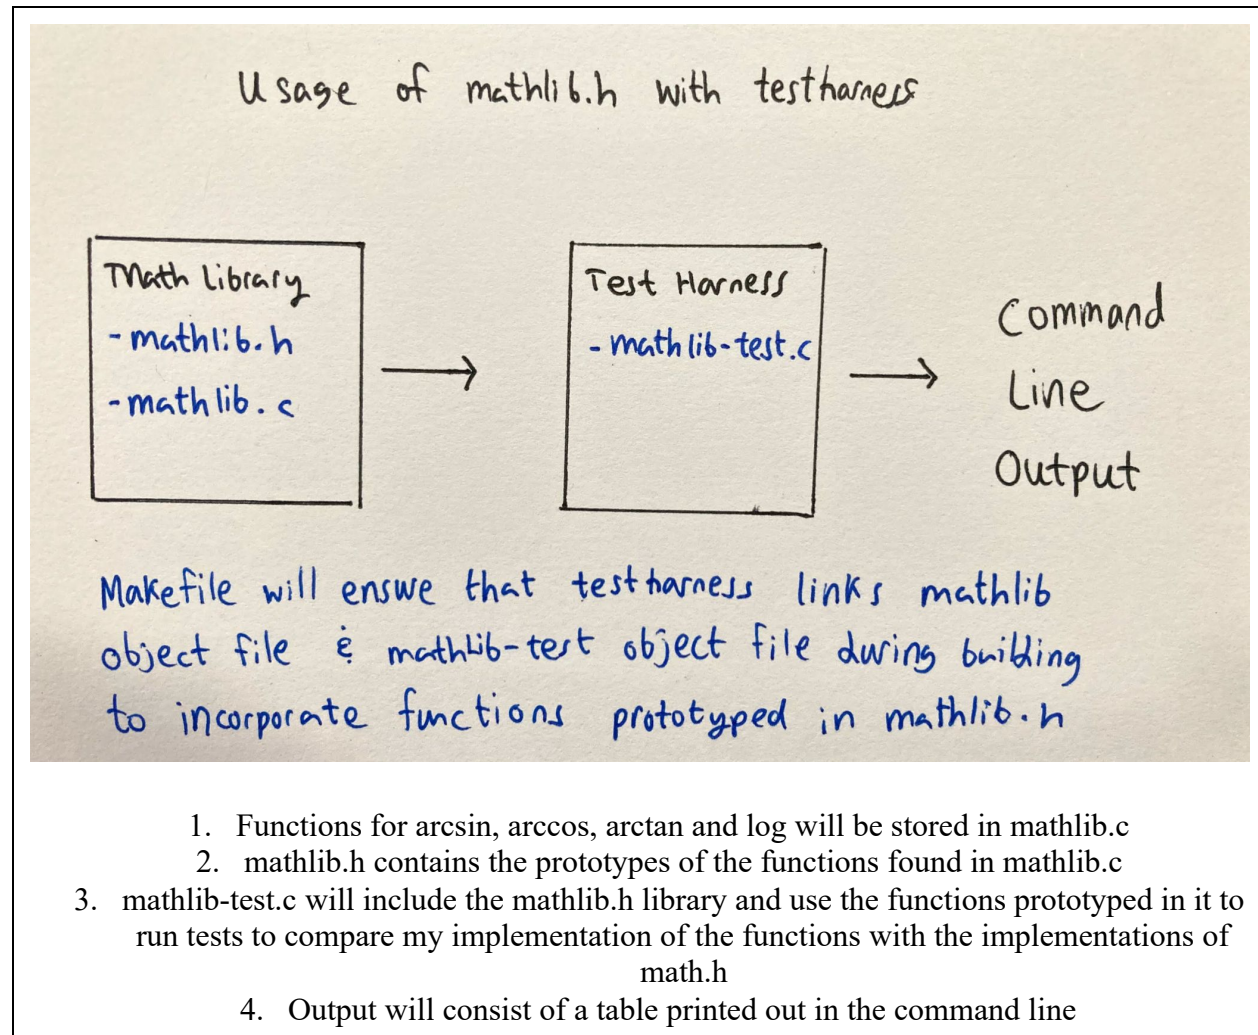 Usage of mathlib.h with testharness
Math Library
-mathlib.h
-mathlib.c
Test Harness
-mathlib-test.c
Command
Line
Output
Makefile will ensure that testharness links mathlib
object file & mathlib-test object file during building
to incorporate functions prototyped in mathlib.h
1. Functions for arcsin, arccos, arctan and log will be stored in mathlib.c
2. mathlib.h contains the prototypes of the functions found in mathlib.c
3. mathlib-test.c will include the mathlib.h library and use the functions prototyped in it to
run tests to compare my implementation of the functions with the implementations of
math.h
4. Output will consist of a table printed out in the command line